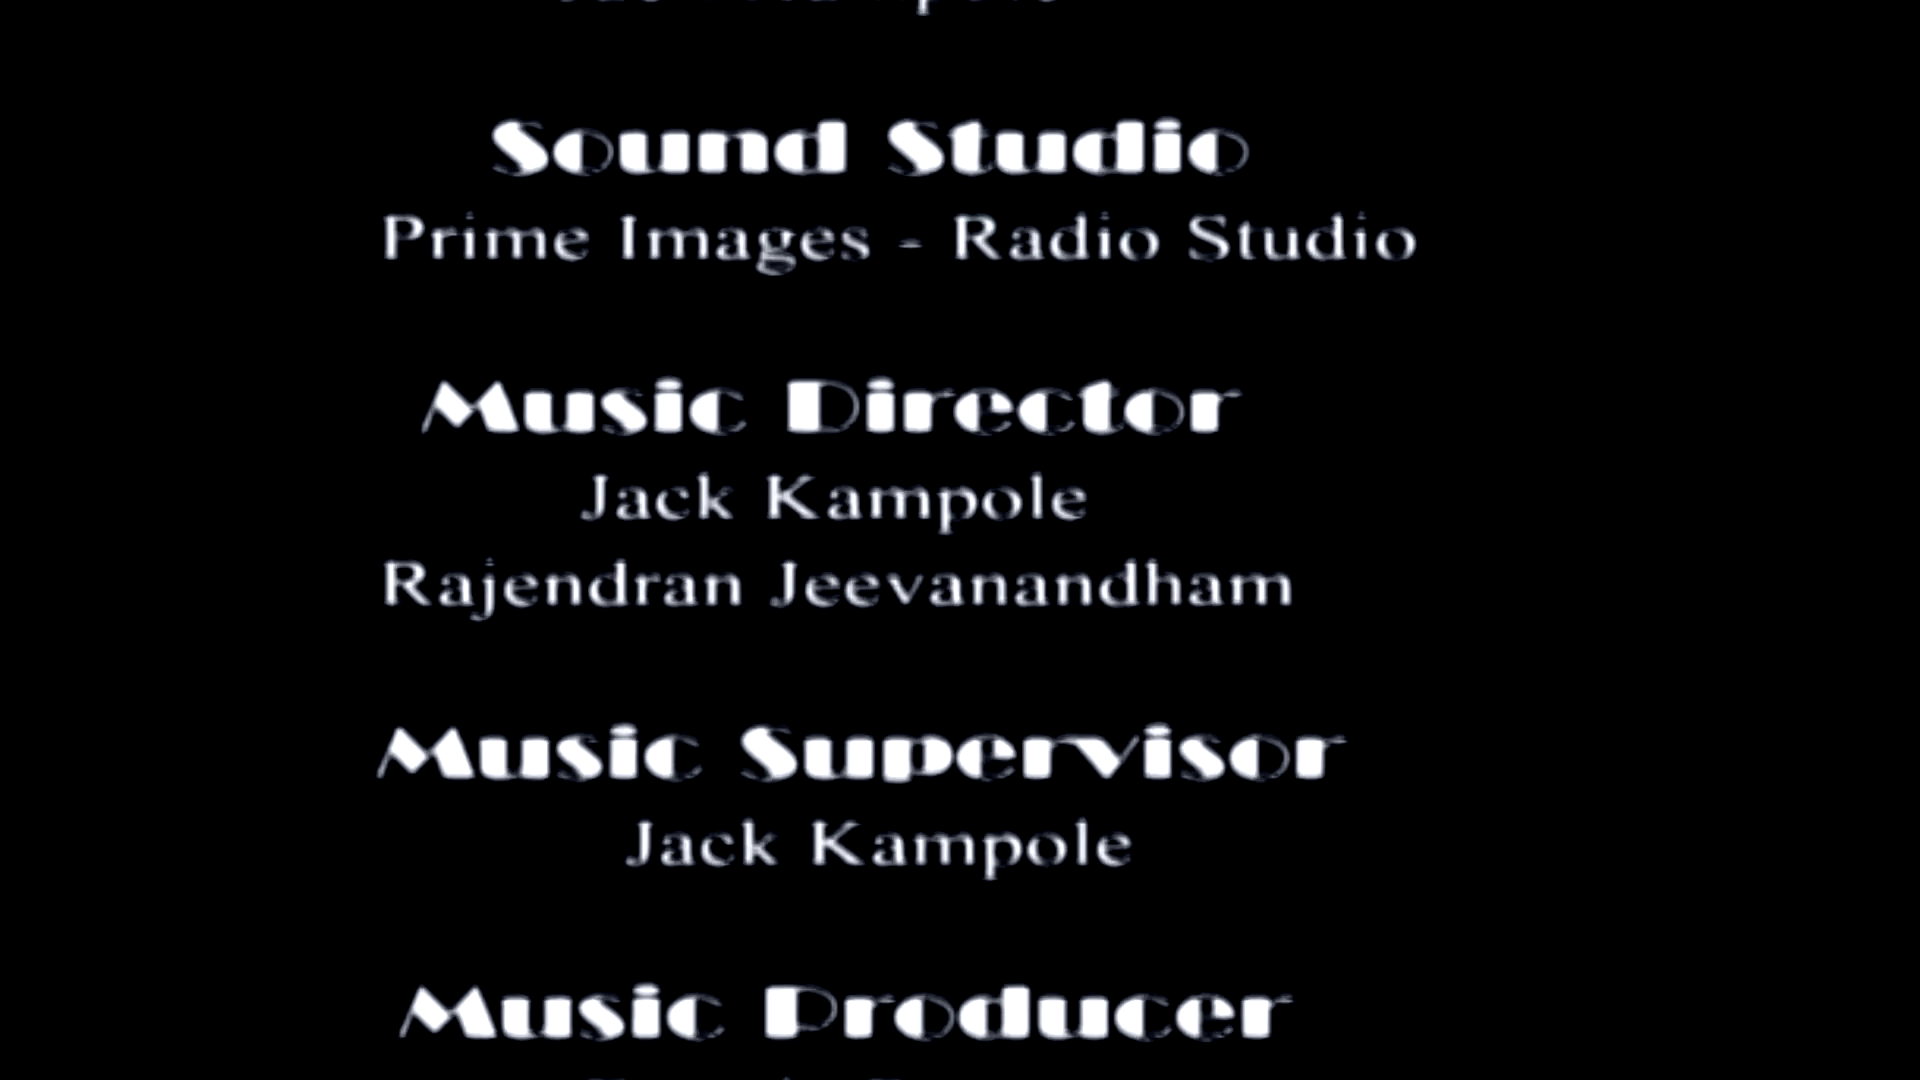 Sound Studio
Prime Images - Radio Studio
Music Director
Jack Kampole
Rajendran Jeevanandham
Music Supervisor
Jack Kampole
Music Producer